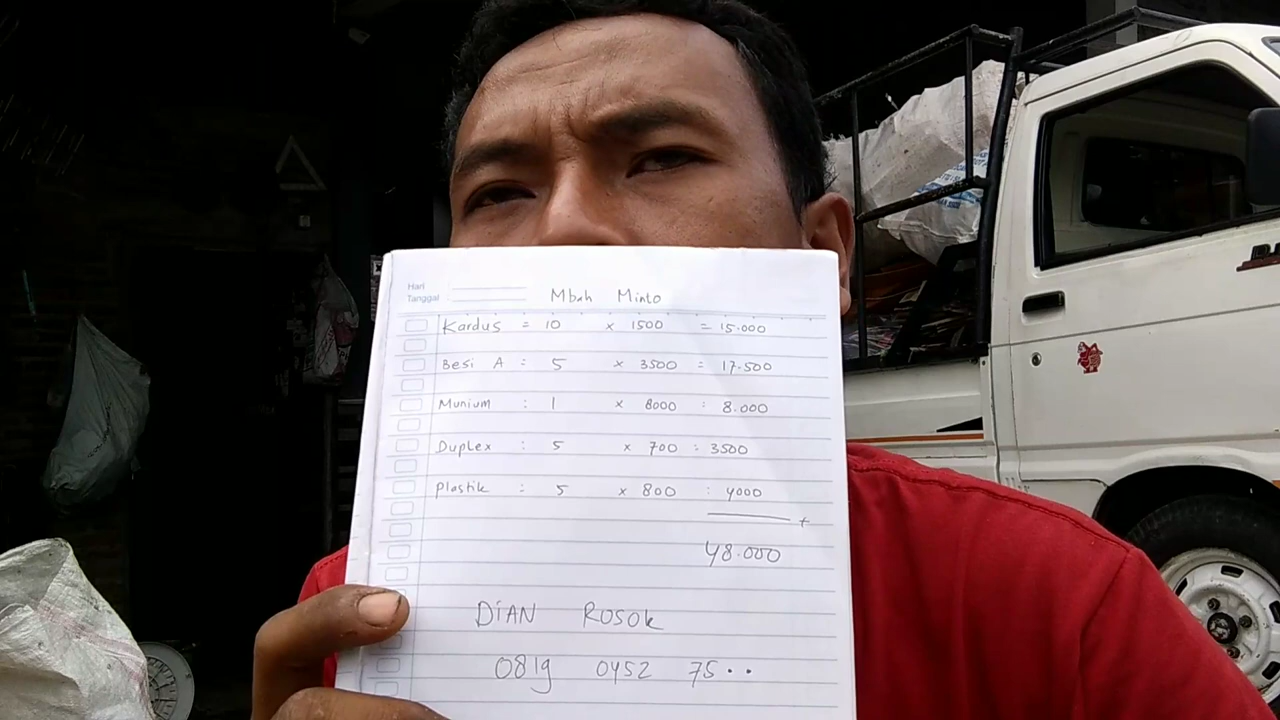 Hari
Tanggal
Mbah Minto
Kardus = 10 x 1500 = 15.000
Besi A : 5 x 3500 = 17.500
Munium : 1 x 8000 : 8.000
Duplex : 5 x 700 : 3500
Plastik : 5 x 800 : 4000
+
48.000
DiAN ROSOk
0819 0452 75..